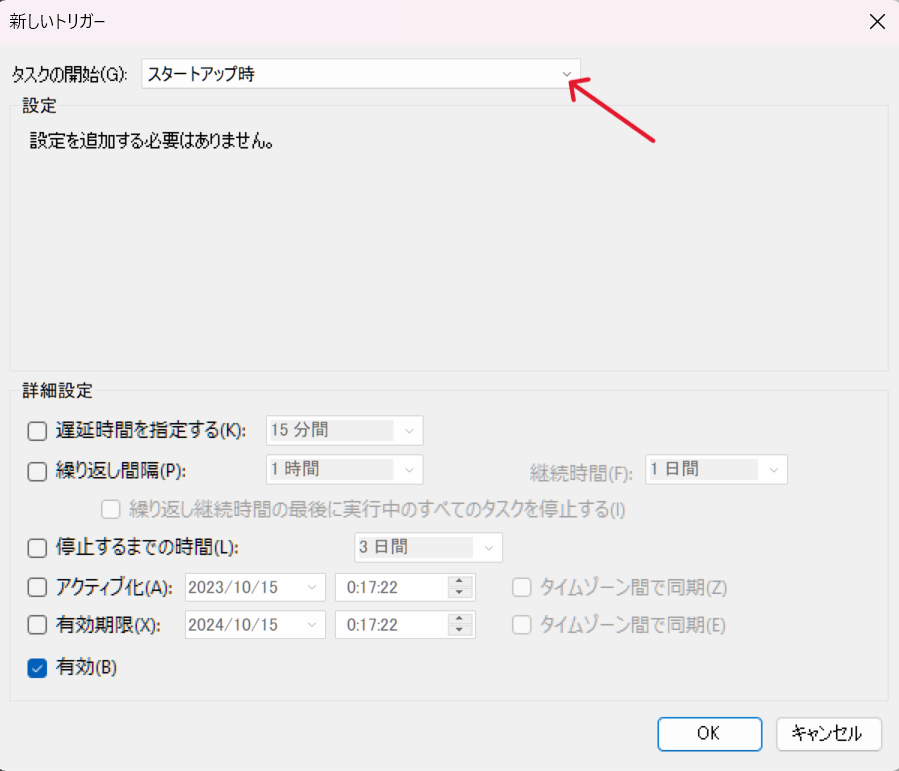 新しいトリガー
タスクの開始(G): スタートアップ時
設定
設定を追加する必要はありません。
詳細設定
遅延時間を指定する(K): 15 分間
繰り返し間隔(P): 1 時間 継続時間(F): 1 日間
繰り返し継続時間の最後に実行中のすべてのタスクを停止する(I)
停止するまでの時間(L): 3 日間
アクティブ化(A): 2023/10/15 0:17:22 タイムゾーン間で同期(Z)
有効期限(X): 2024/10/15 0:17:22 タイムゾーン間で同期(E)
有効(B)
OK キャンセル